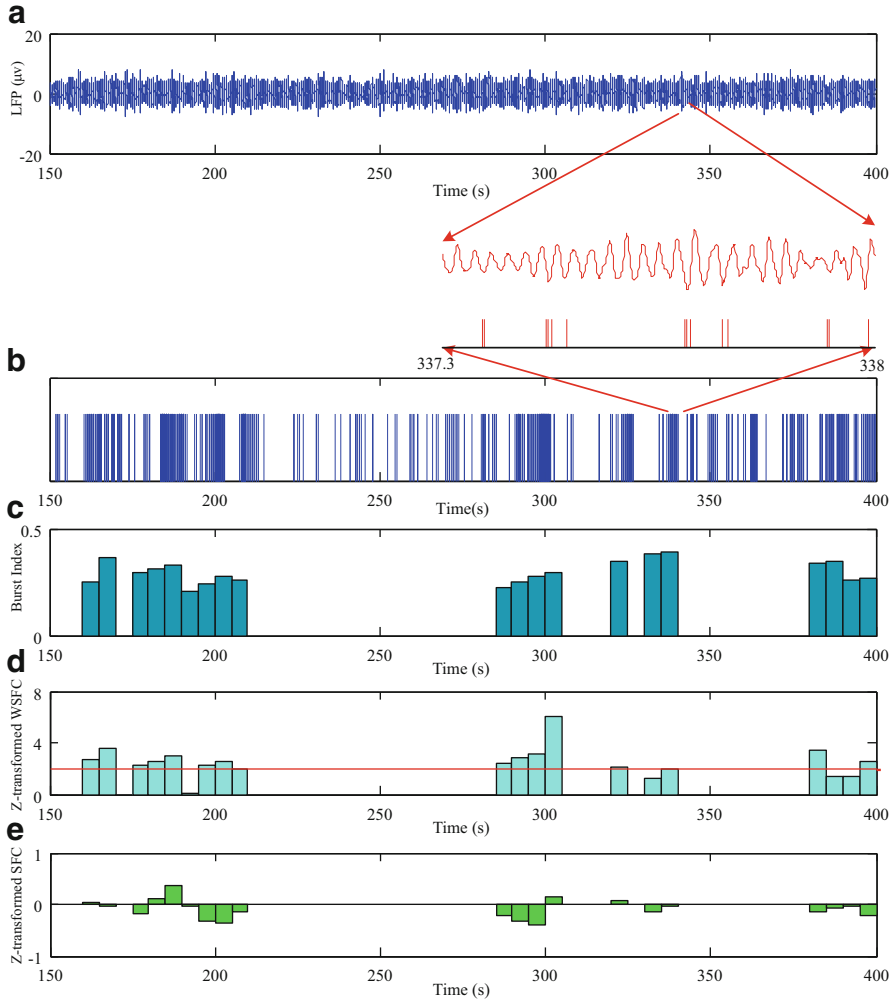 a
20
0
-20
LFP (μv)
150 200 250 300 350 400
Time (s)
337.3 338
b
150 200 250 300 350 400
Time(s)
c
0.5
0
Burst Index
150 200 250 300 350 400
Time (s)
d
8
4
0
Z-transformed WSFC
150 200 250 300 350 400
Time (s)
e
1
0
-1
Z-transformed SFC
150 200 250 300 350 400
Time (s)